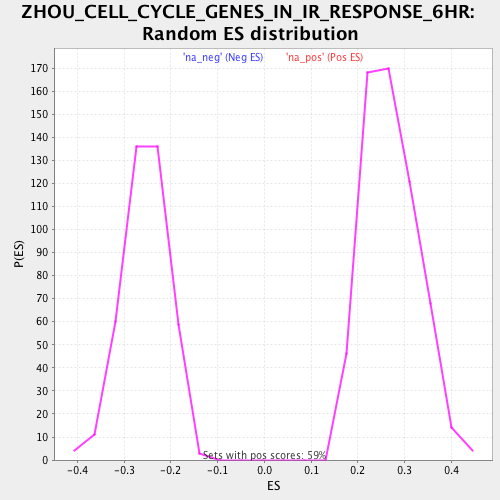 ZHOU_CELL_CYCLE_GENES_IN_IR_RESPONSE_6HR:
Random ES distribution
'na_neg' (Neg ES) 'na_pos' (Pos ES)
P(ES)
170
160
150
140
130
120
110
100
90
80
70
60
50
40
30
20
10
0
Sets with pos scores: 59%
-0.4 -0.3 -0.2 -0.1 0.0 0.1 0.2 0.3 0.4
ES